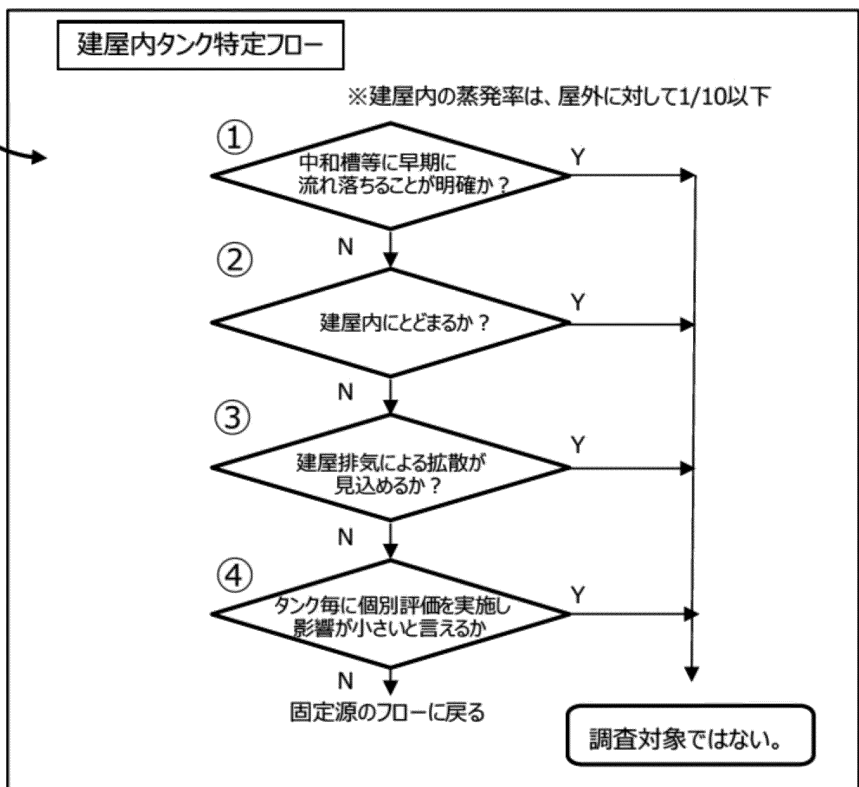 建屋内タンク特定フロー
※建屋内の蒸発率は、屋外に対して1/10以下
①
中和槽等に早期に
流れ落ちることが明確か？
Y
N
②
建屋内にとどまるか？
Y
N
③
建屋排気による拡散が
見込めるか？
Y
N
④
タンク毎に個別評価を実施し
影響が小さいと言えるか
Y
N
固定源のフローに戻る
調査対象ではない。